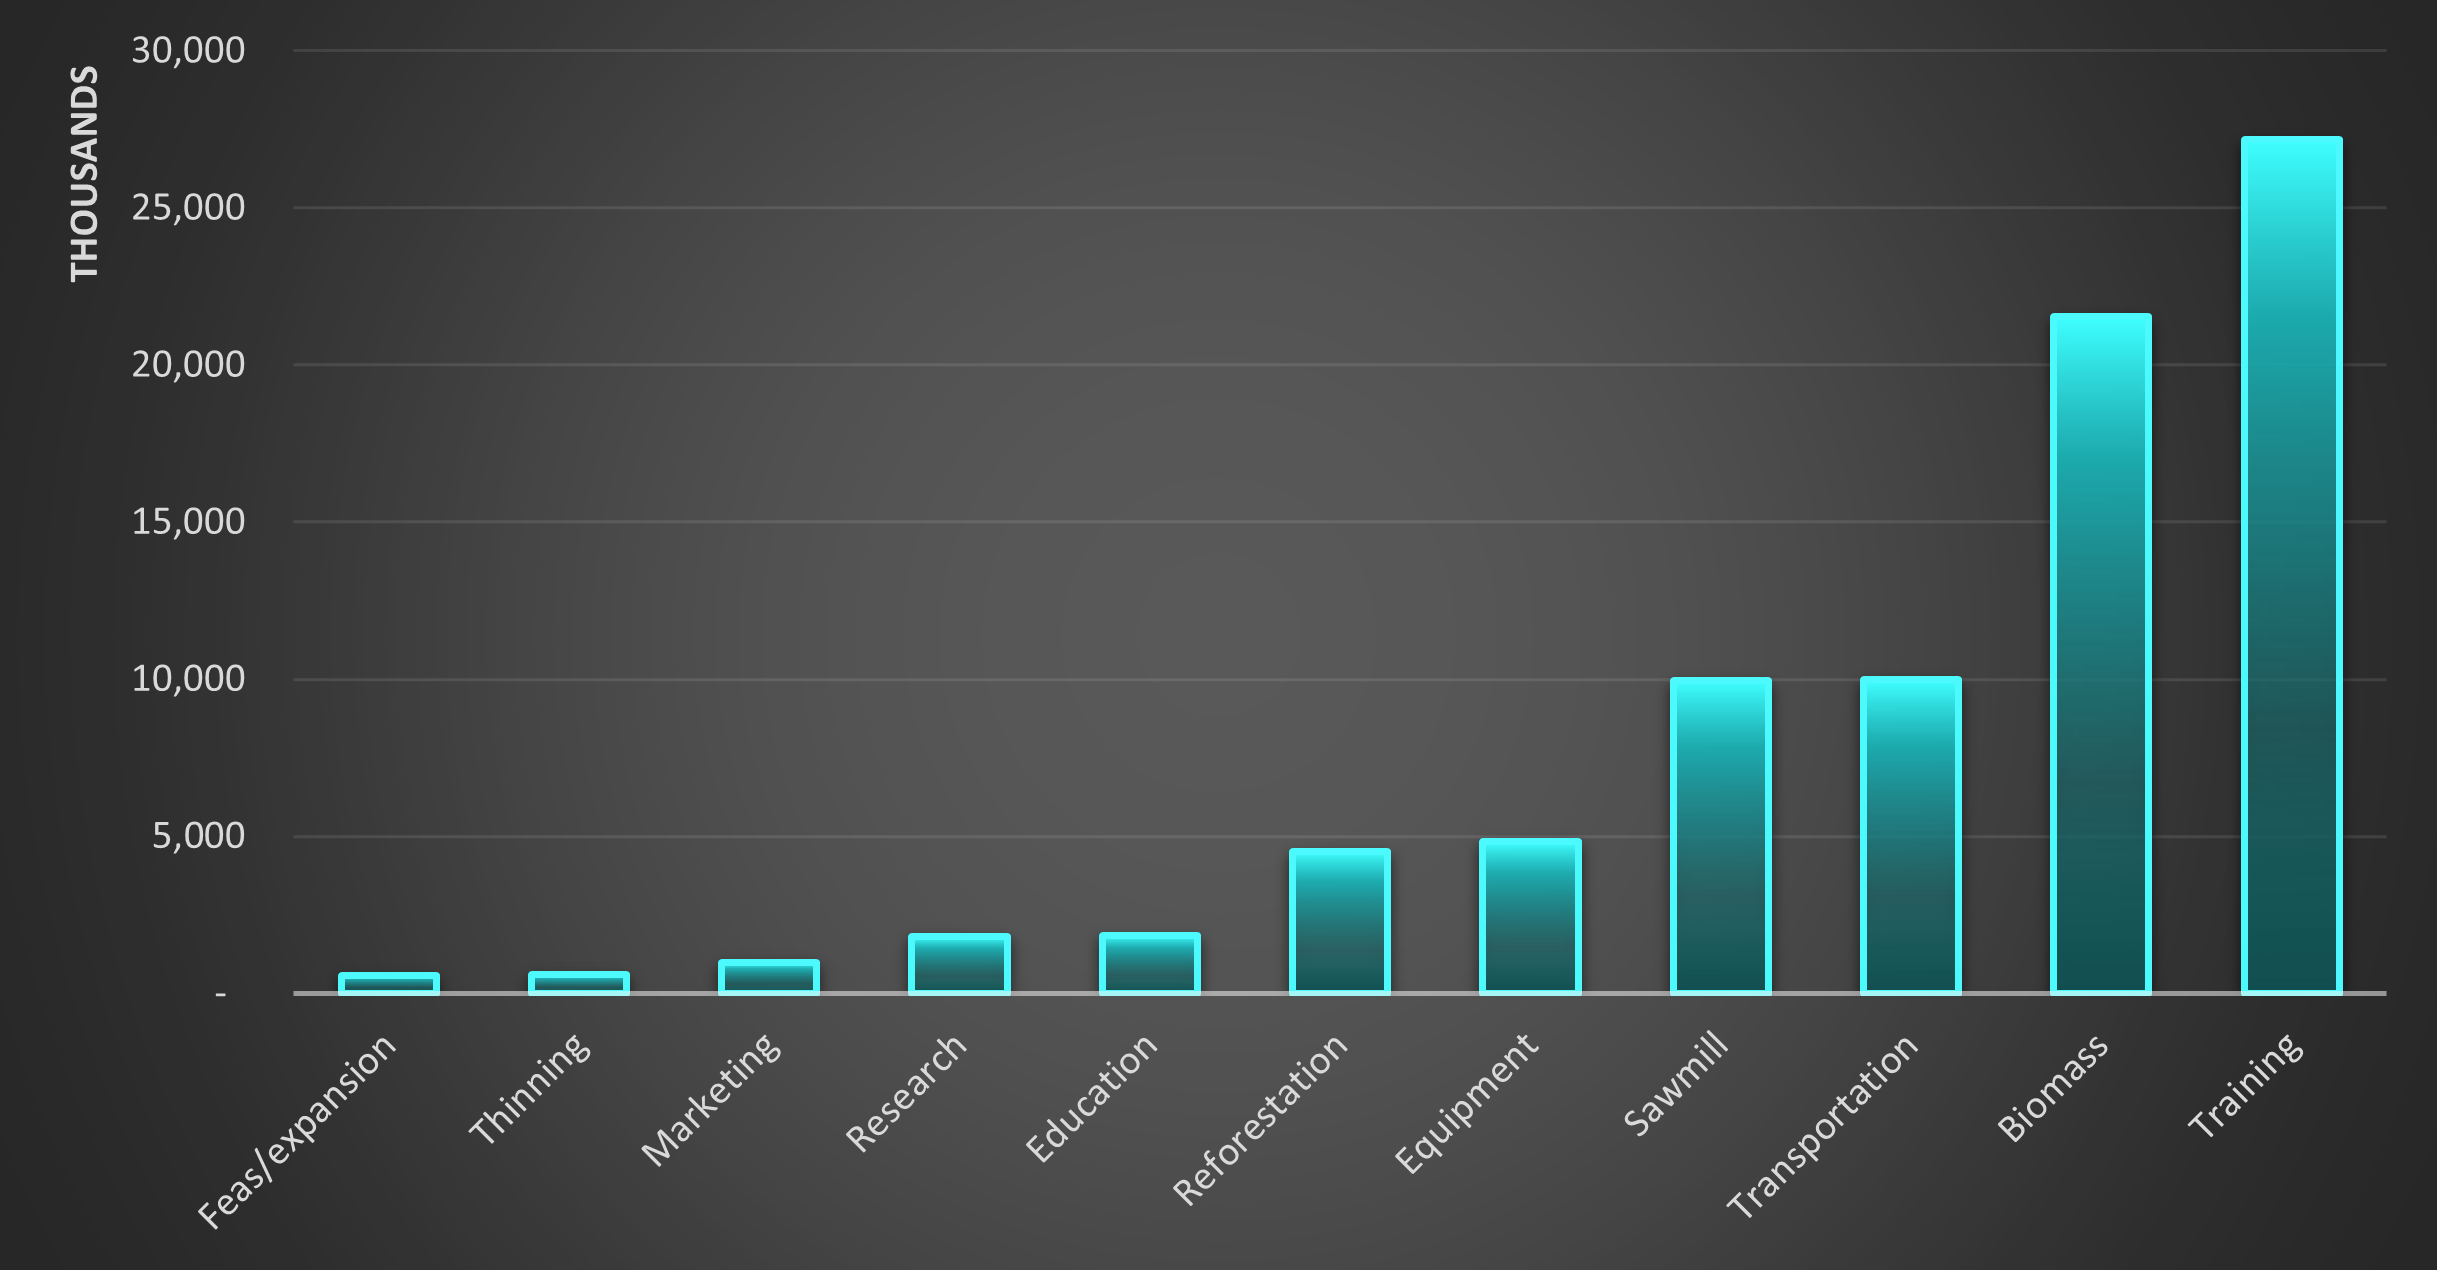 THOUSANDS
30,000
25,000
20,000
15,000
10,000
5,000
-
Feas/expansion
Thinning
Marketing
Research
Education
Reforestation
Equipment
Sawmill
Transportation
Biomass
Training